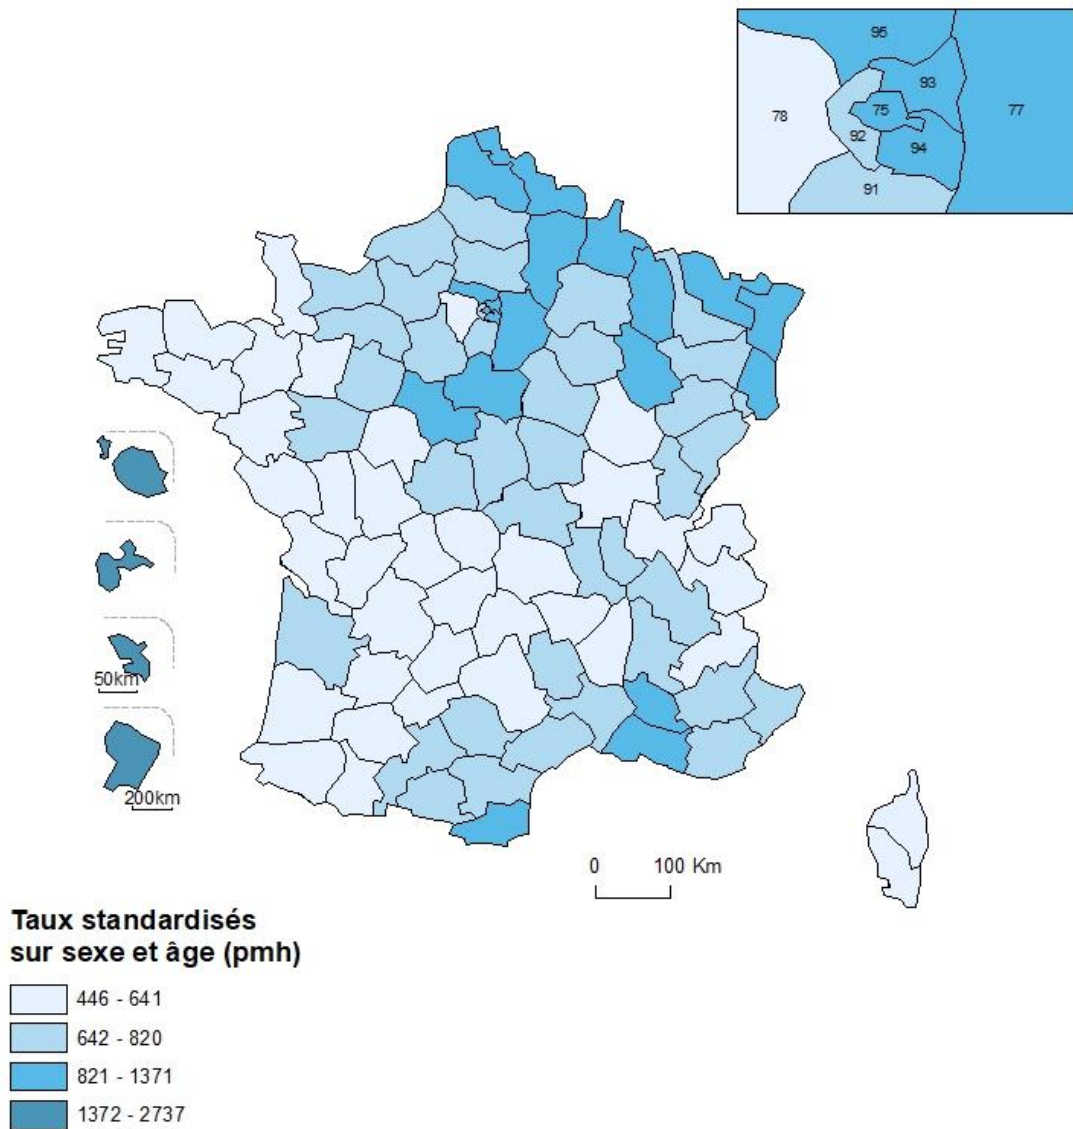 95
93
78
75
77
92
94
91
50km
200km
0 100 Km
Taux standardisés
sur sexe et âge (pmh)
446 - 641
642 - 820
821 - 1371
1372 - 2737